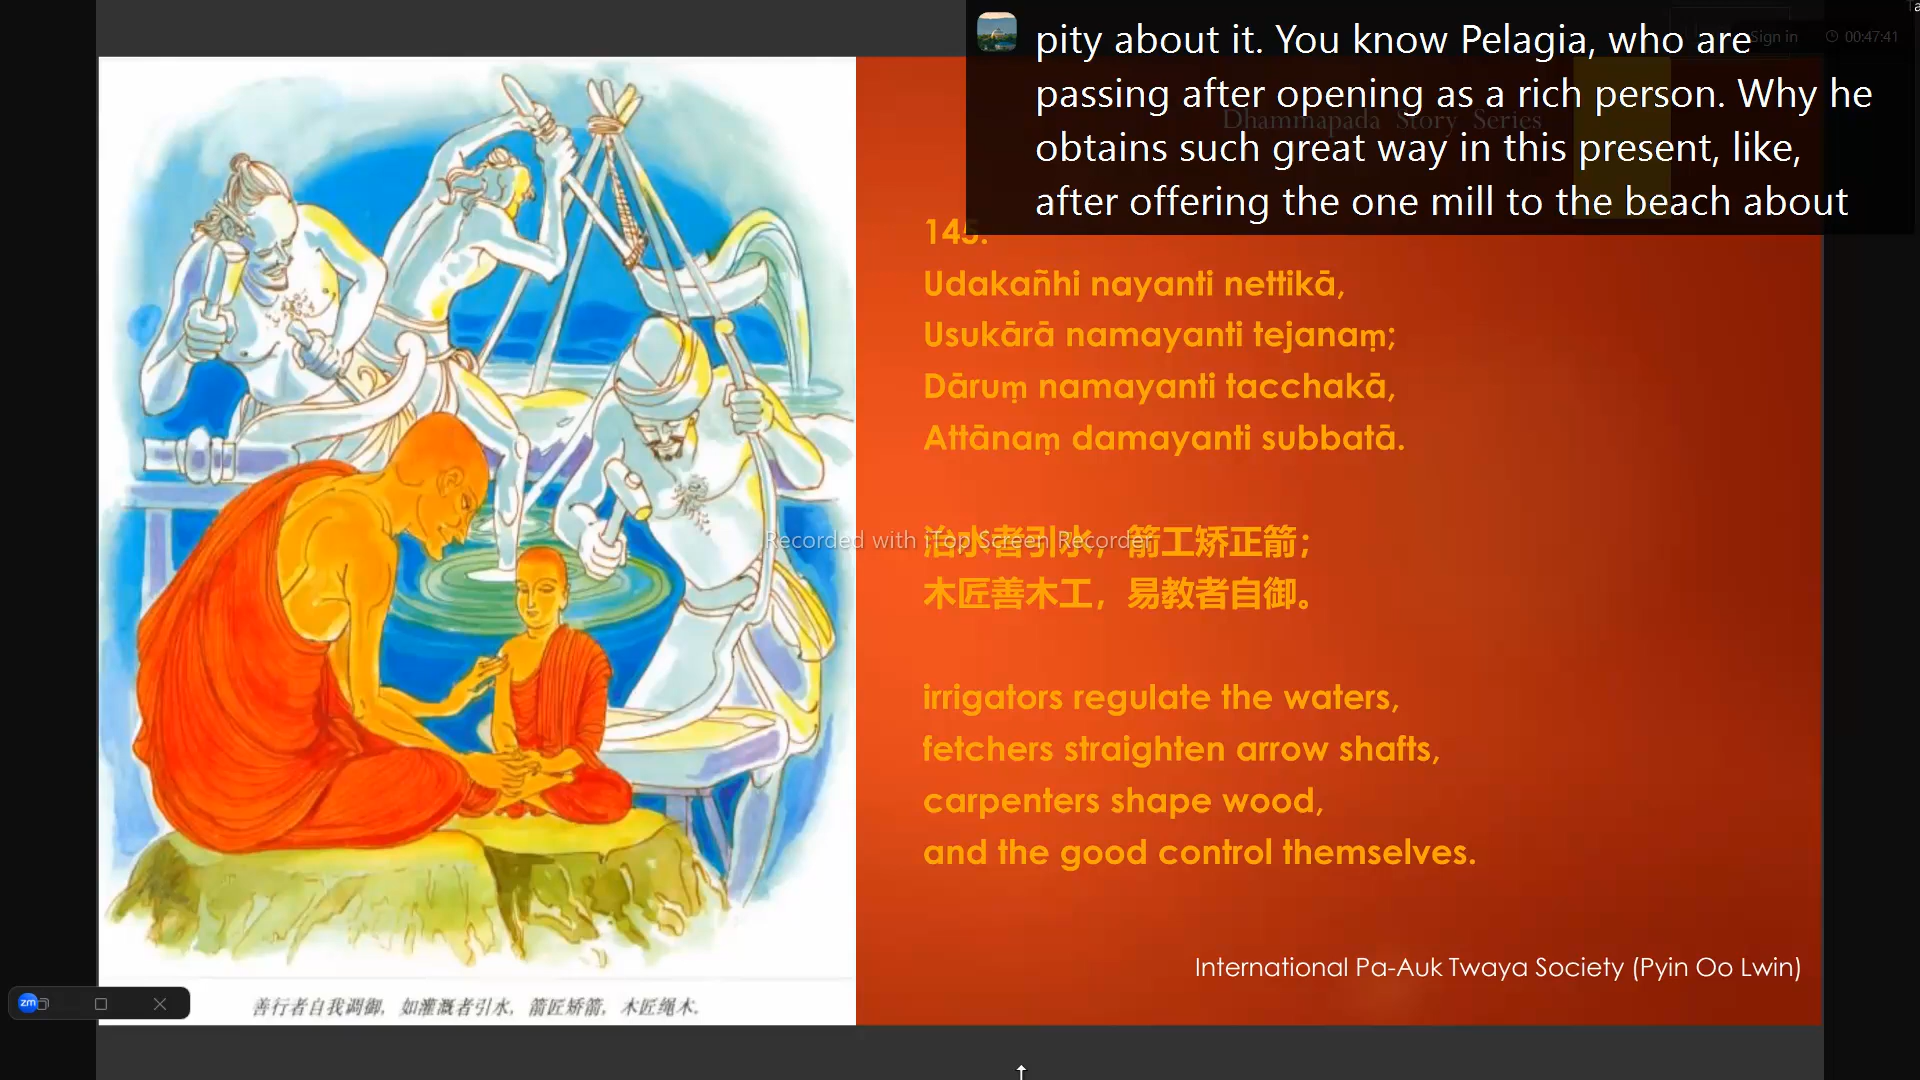 pity about it. You know Pelagia, who are
passing after opening as a rich person. Why he
obtains such great way in this present, like,
after offering the one mill to the beach about
Sign in
00:47:41
Dhammapada Story Series
145.
Udakañhi nayanti nettikā,
Usukārā namayanti tejanaṃ;
Dāruṃ namayanti tacchakā,
Attānaṃ damayanti subbatā.
治水者引水，箭工矫正箭；
Recorded with iTop Screen Recorder
木匠善木工，易教者自御。
irrigators regulate the waters,
fetchers straighten arrow shafts,
carpenters shape wood,
and the good control themselves.
International Pa-Auk Twaya Society (Pyin Oo Lwin)
zm
善行者自我调御，如灌溉者引水，箭匠矫箭，木匠绳木.